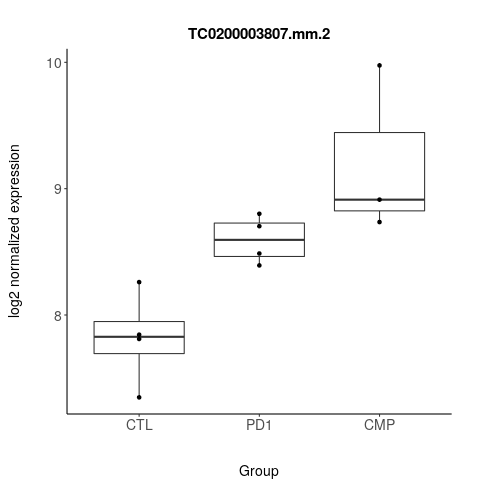 TC0200003807.mm.2
log2 normalized expression
10
9
8
CTL PD1 CMP
Group